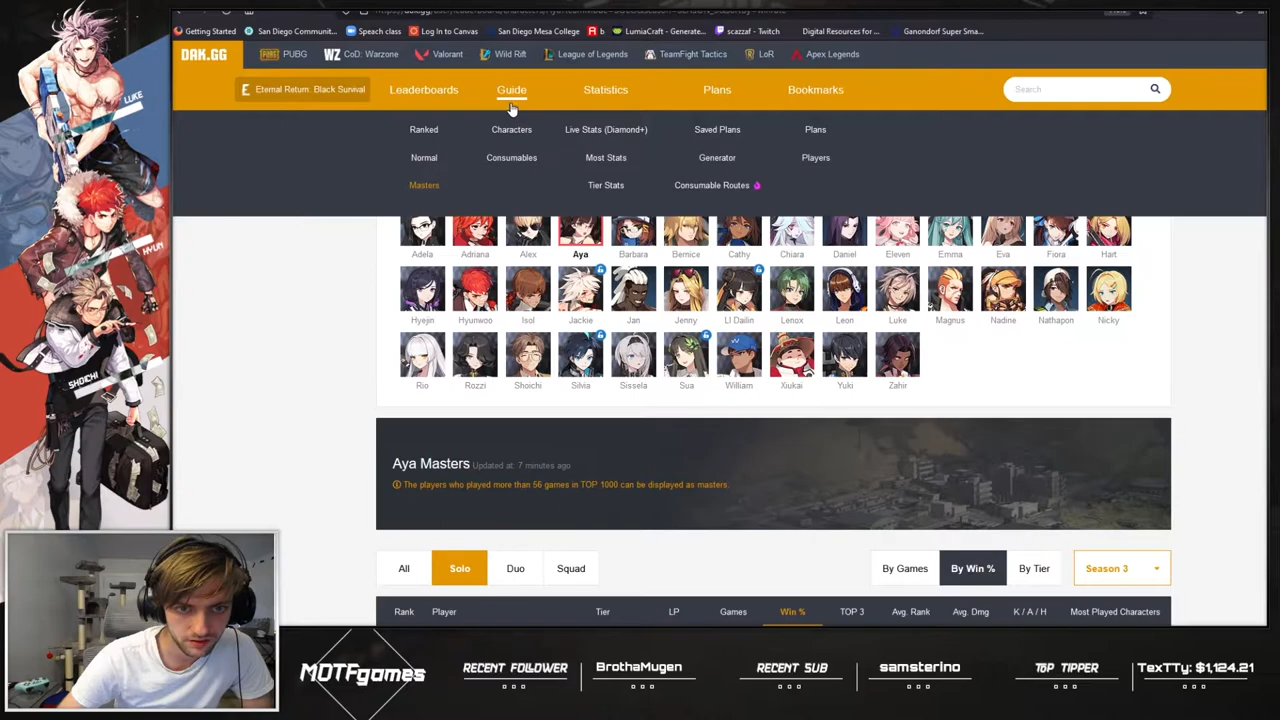 Getting Started San Diego Communit... Speach class Log In to Canvas San Diego Mesa College b LumiaCraft - Generate... scazzaf - Twitch Digital Resources for ... Ganondorf Super Sma...
DAK.GG PUBG WZ CoD: Warzone Valorant Wild Rift League of Legends TeamFight Tactics LoR Apex Legends
Eternal Return: Black Survival Leaderboards Guide Statistics Plans Bookmarks Search
Ranked Characters Live Stats (Diamond+) Saved Plans Plans
Normal Consumables Most Stats Generator Players
Masters Tier Stats Consumable Routes
Adela Adriana Alex Aya Barbara Bernice Cathy Chiara Daniel Eleven Emma Eva Fiora Hart
Hyejin Hyunwoo Isol Jackie Jan Jenny LI Dailin Lenox Leon Luke Magnus Nadine Nathapon Nicky
Rio Rozzi Shoichi Silvia Sissela Sua William Xiukai Yuki Zahir
Aya Masters Updated at: 7 minutes ago
The players who played more than 56 games in TOP 1000 can be displayed as masters.
All Solo Duo Squad By Games By Win % By Tier Season 3
Rank Player Tier LP Games Win % TOP 3 Avg. Rank Avg. Dmg K / A / H Most Played Characters
LUKE
HYUN
SHOICHI
MOTFgames RECENT FOLLOWER BrothaMugen RECENT SUB samsterino TOP TIPPER TexTTy: $1,124.21